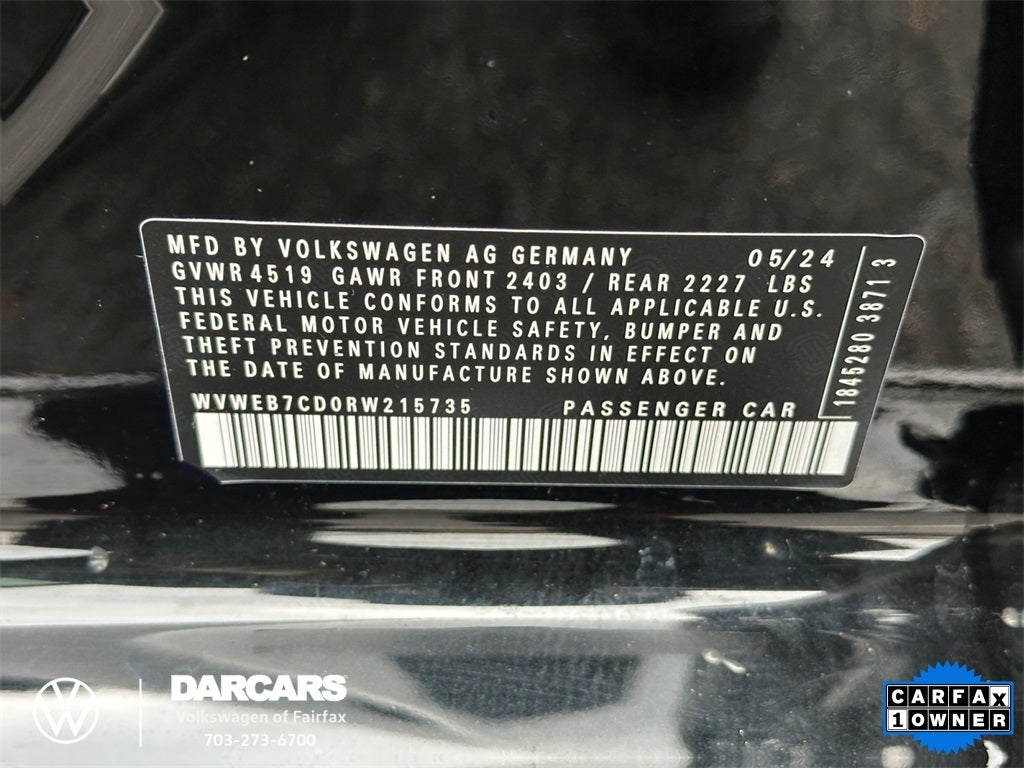 MFD BY VOLKSWAGEN AG GERMANY 05/24
GVWR 4519 GAWR FRONT 2403 / REAR 2227 LBS
THIS VEHICLE CONFORMS TO ALL APPLICABLE U.S.
FEDERAL MOTOR VEHICLE SAFETY, BUMPER AND
THEFT PREVENTION STANDARDS IN EFFECT ON
THE DATE OF MANUFACTURE SHOWN ABOVE.
WVWEB7CD0RW215735 PASSENGER CAR
1845280 3871 3
DARCARS
Volkswagen of Fairfax
703-273-6700
CARFAX
1 OWNER